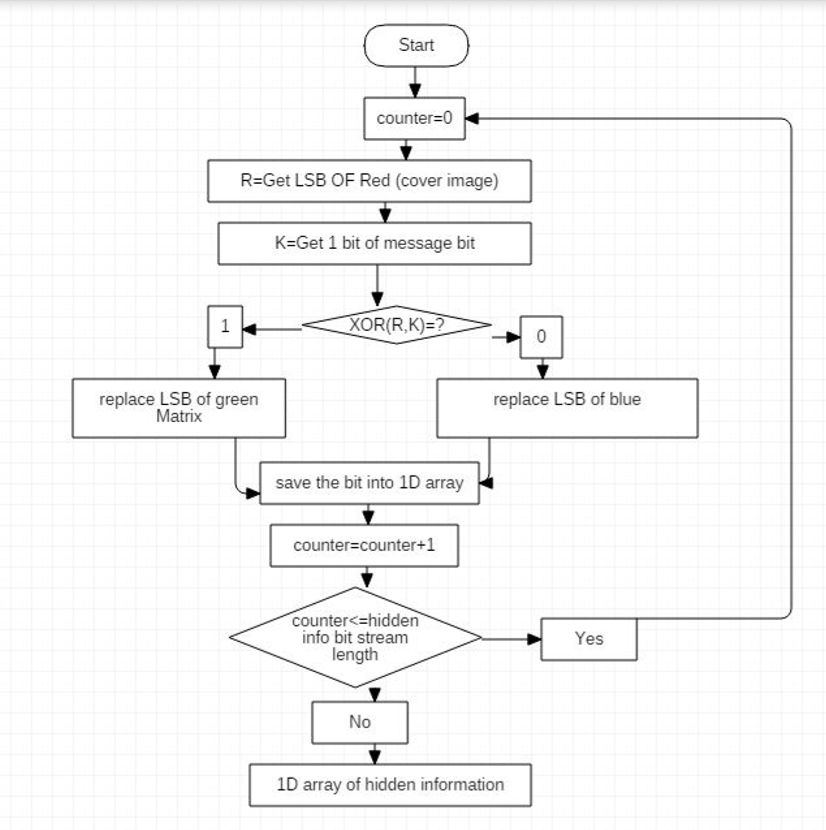 Start
counter=0
R=Get LSB OF Red (cover image)
K=Get 1 bit of message bit
XOR(R,K)=?
1
0
replace LSB of green
Matrix
replace LSB of blue
save the bit into 1D array
counter=counter+1
counter<=hidden
info bit stream
length
Yes
No
1D array of hidden information